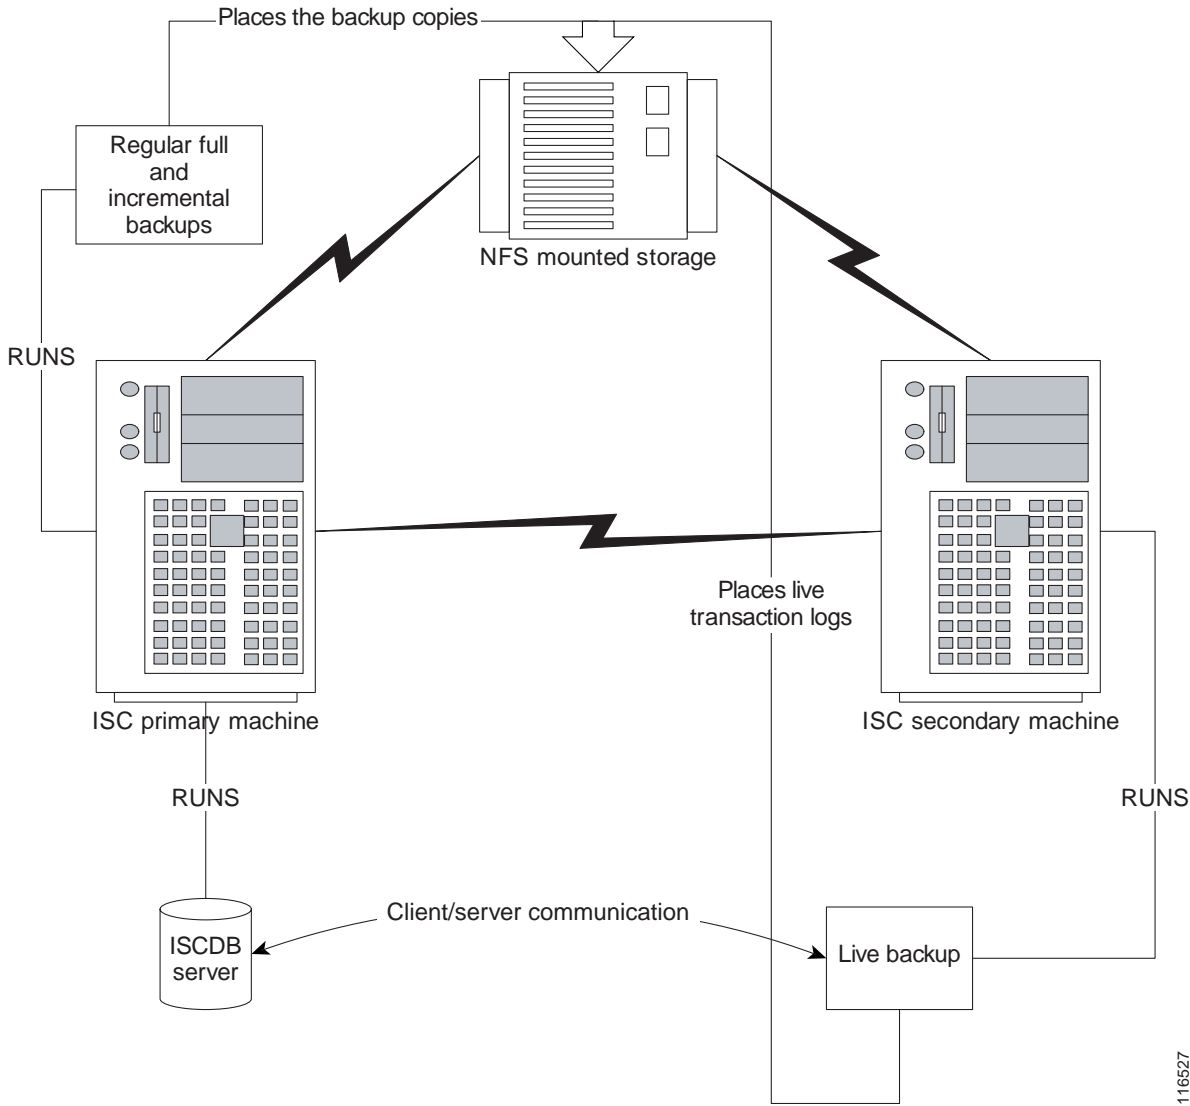 Places the backup copies
Regular full
and
incremental
backups
NFS mounted storage
RUNS
Places live
transaction logs
ISC primary machine
ISC secondary machine
RUNS
RUNS
Client/server communication
ISCDB
server
Live backup
116527